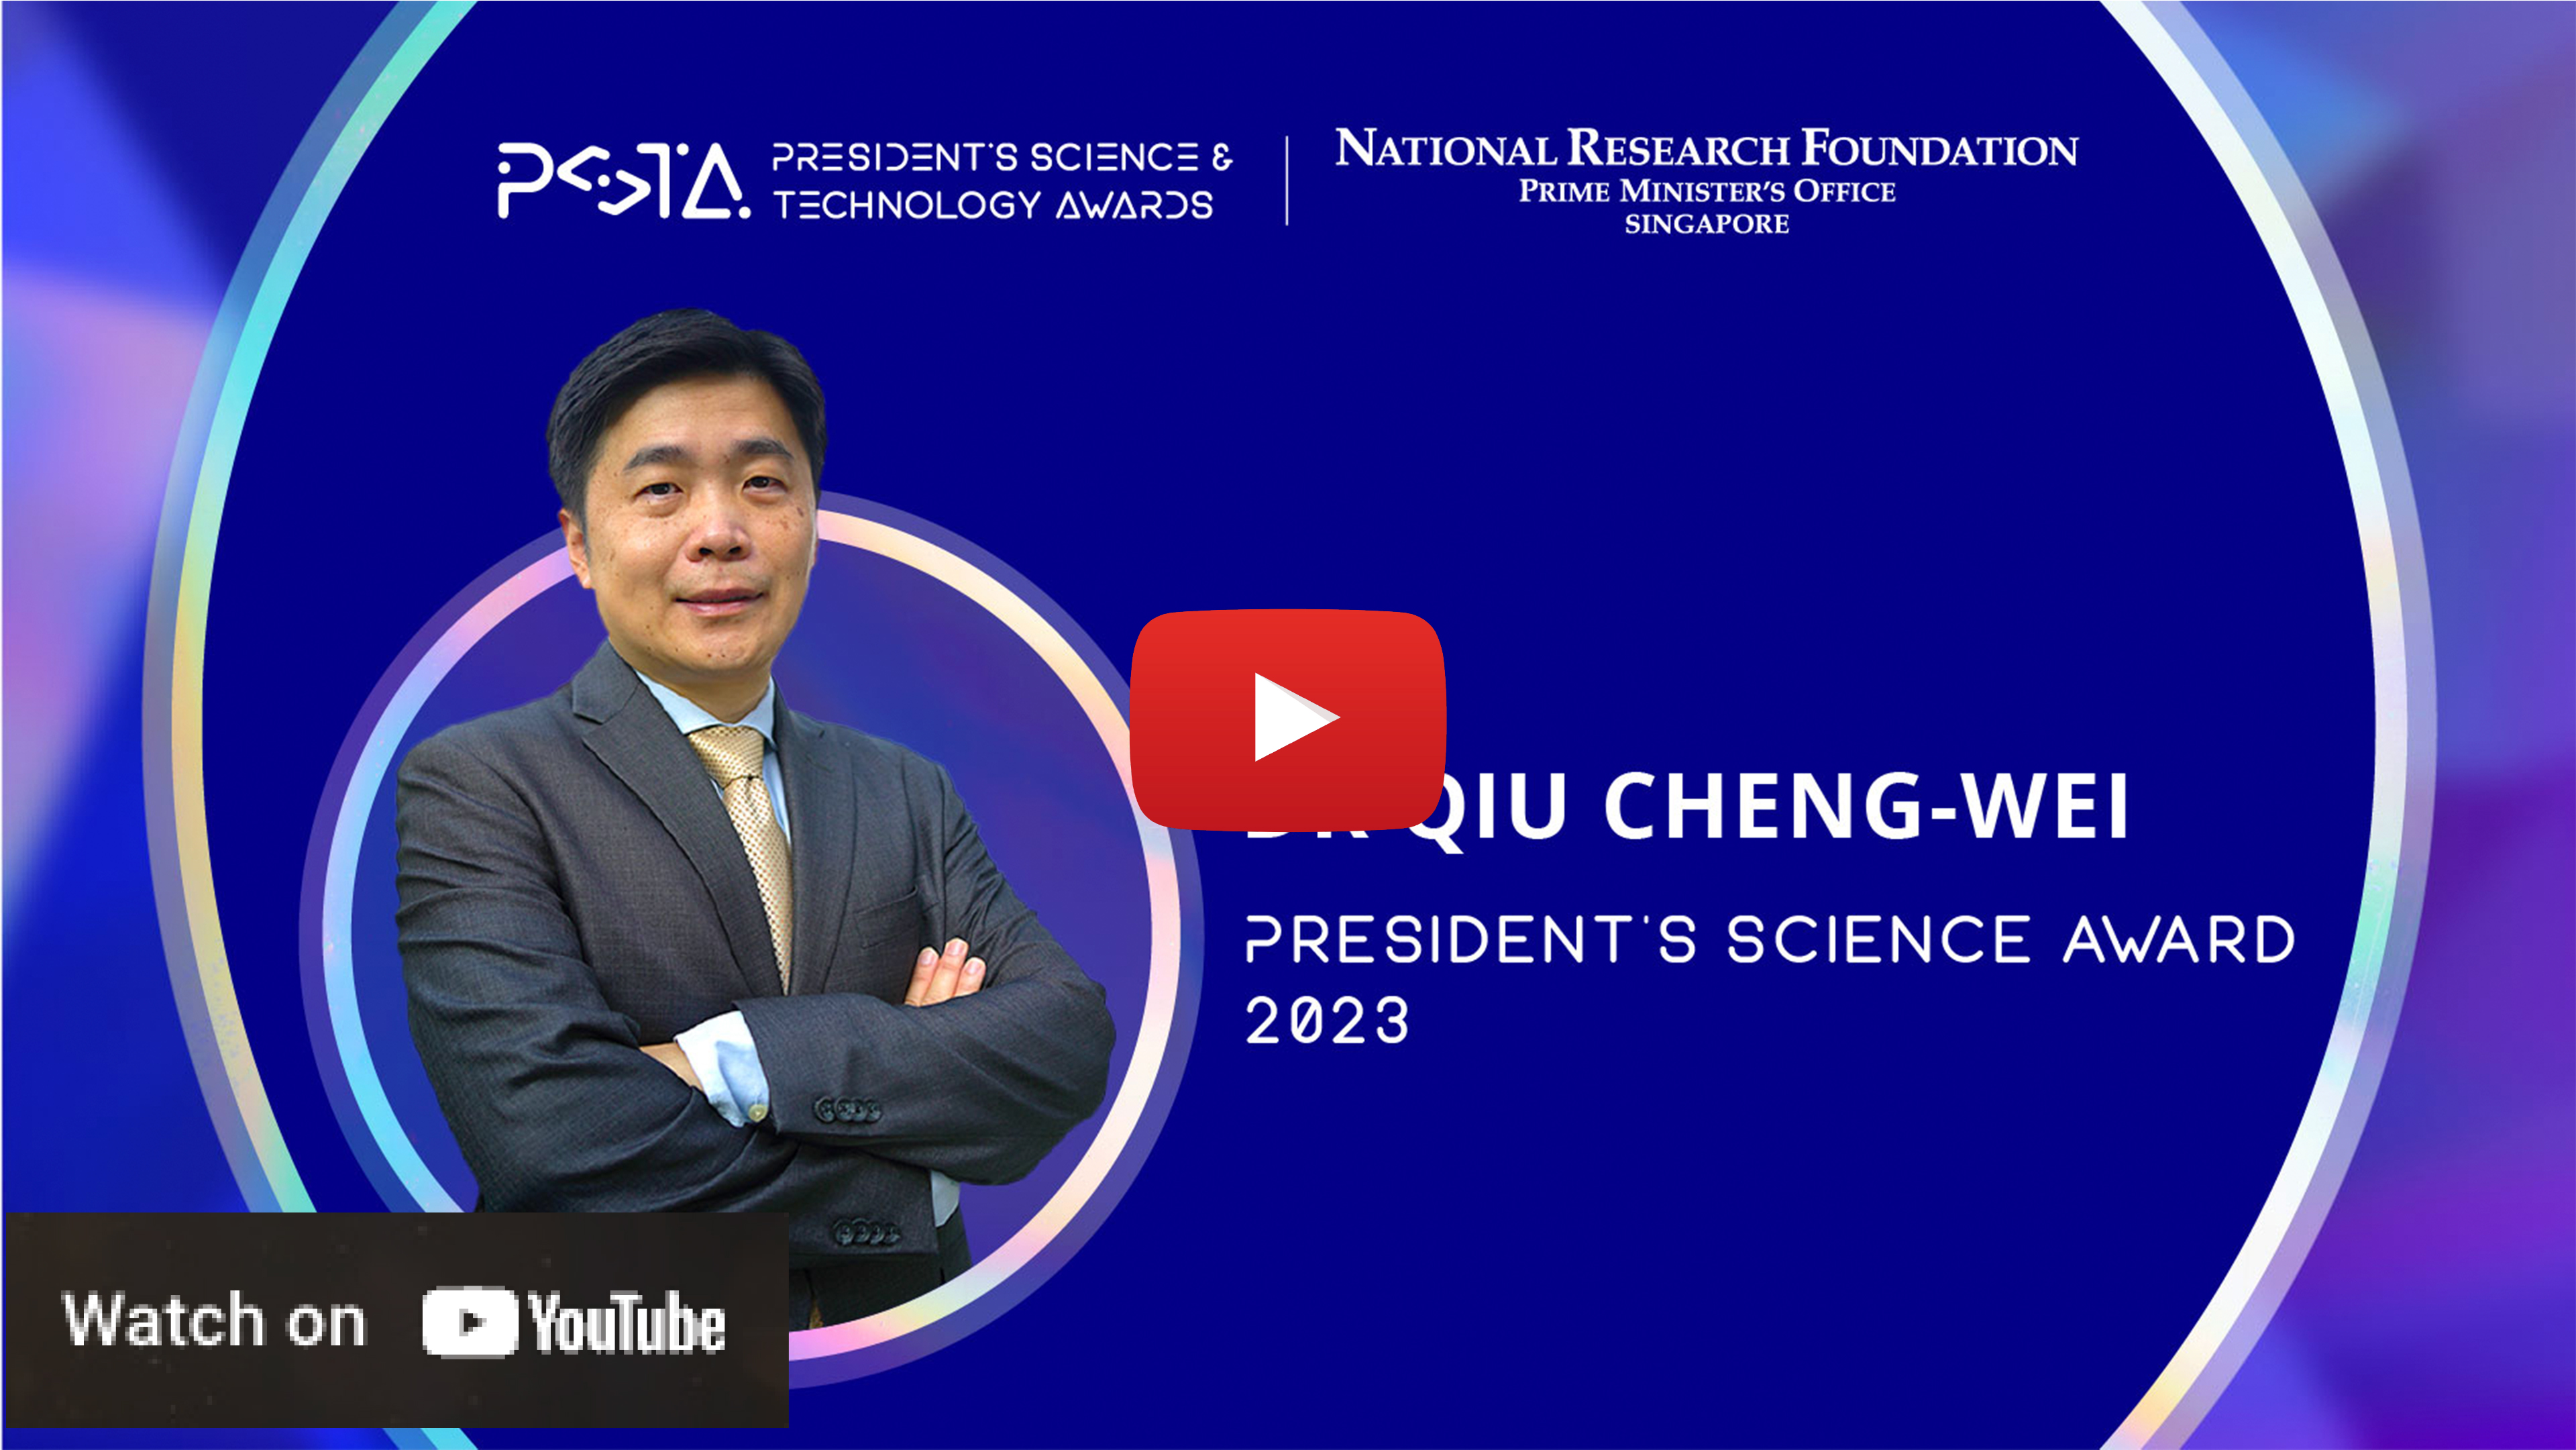 PSTA
PRESIDENT'S SCIENCE &
TECHNOLOGY AWARDS
NATIONAL RESEARCH FOUNDATION
PRIME MINISTER'S OFFICE
SINGAPORE
QIU CHENG-WEI
PRESIDENT'S SCIENCE AWARD
2023
Watch on YouTube